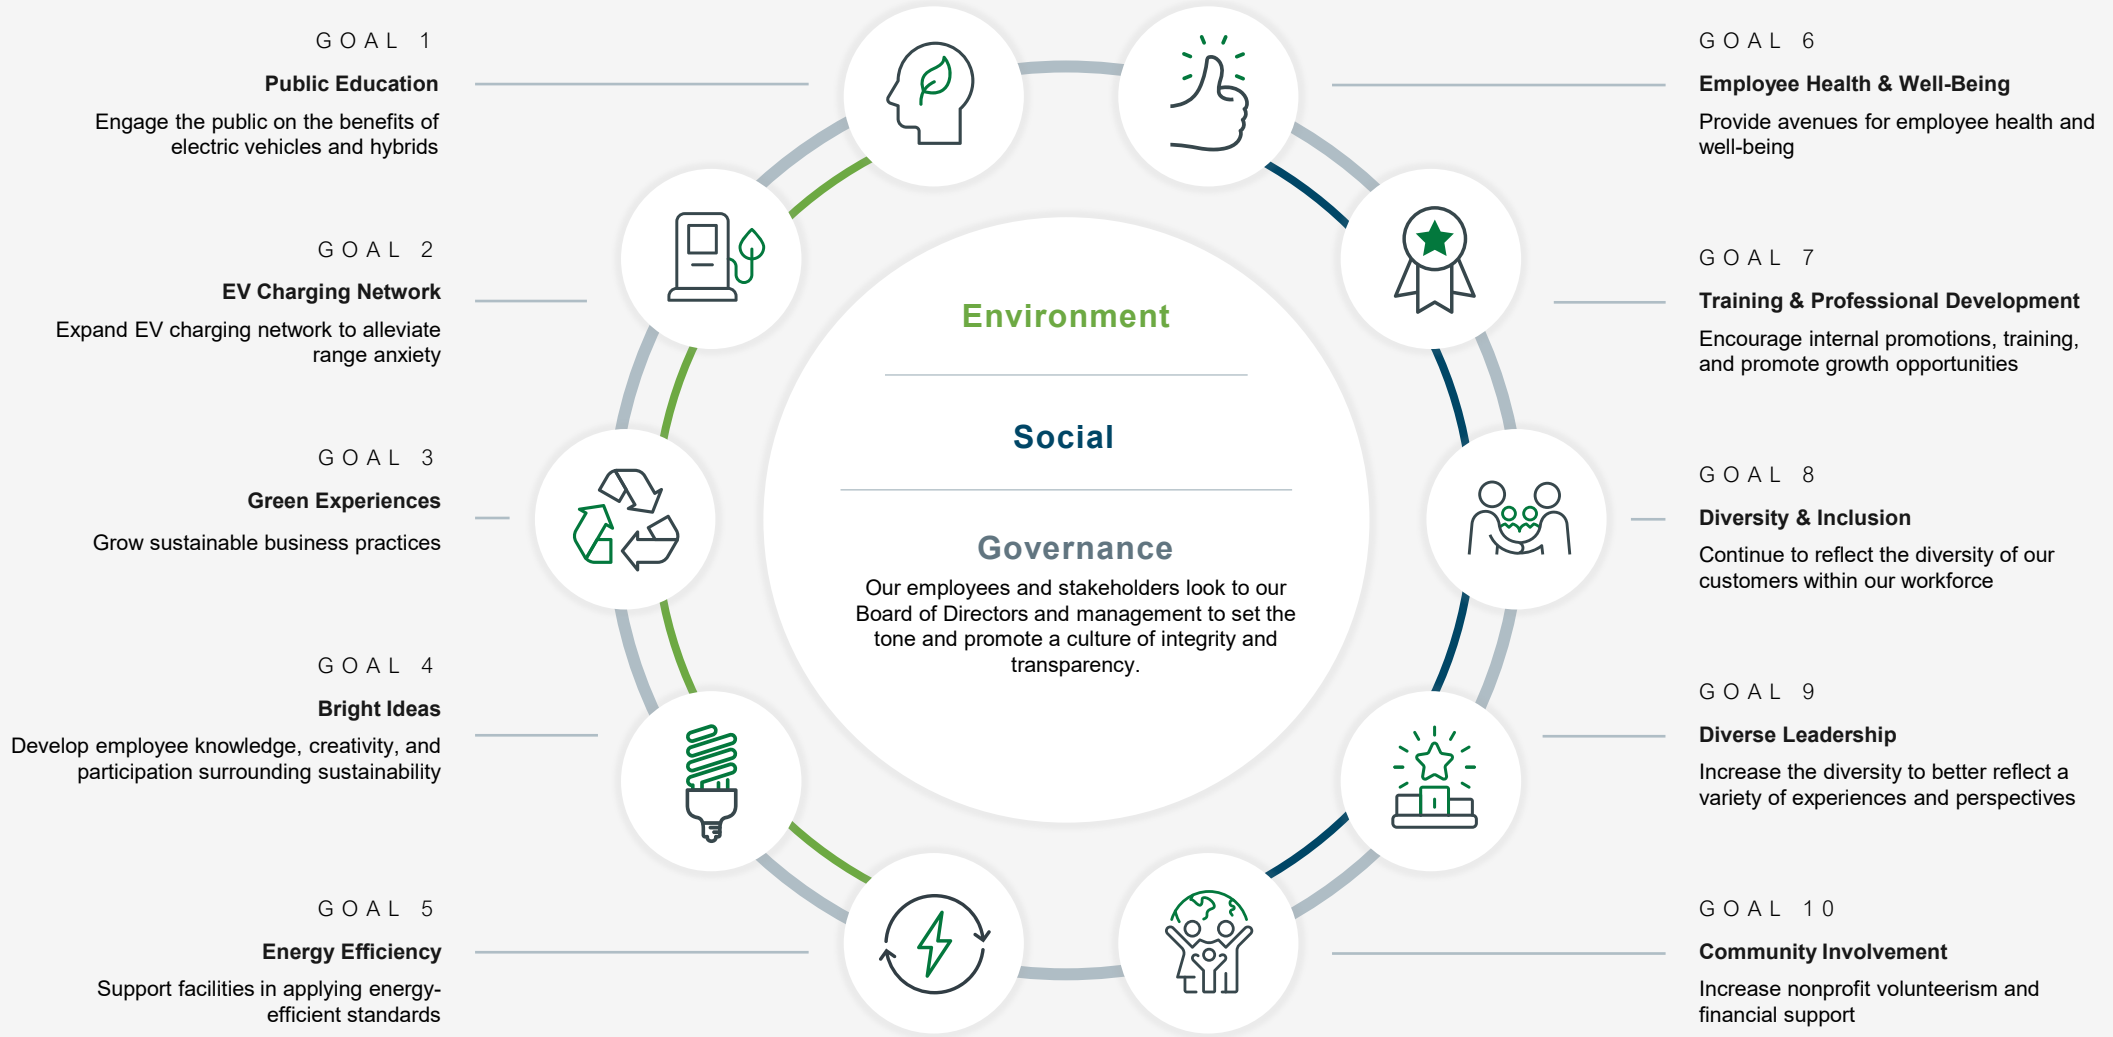 GOAL 1
Public Education
Engage the public on the benefits of
electric vehicles and hybrids
GOAL 2
EV Charging Network
Expand EV charging network to alleviate
range anxiety
GOAL 3
Green Experiences
Grow sustainable business practices
GOAL 4
Bright Ideas
Develop employee knowledge, creativity, and
participation surrounding sustainability
GOAL 5
Energy Efficiency
Support facilities in applying energy-
efficient standards
Environment
Social
Governance
Our employees and stakeholders look to our
Board of Directors and management to set the
tone and promote a culture of integrity and
transparency.
GOAL 6
Employee Health & Well-Being
Provide avenues for employee health and
well-being
GOAL 7
Training & Professional Development
Encourage internal promotions, training,
and promote growth opportunities
GOAL 8
Diversity & Inclusion
Continue to reflect the diversity of our
customers within our workforce
GOAL 9
Diverse Leadership
Increase the diversity to better reflect a
variety of experiences and perspectives
GOAL 10
Community Involvement
Increase nonprofit volunteerism and
financial support